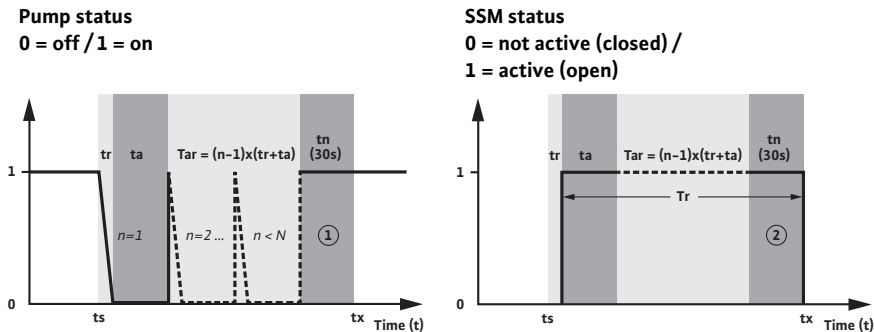 Pump status
0 = off / 1 = on
tr ta Tar = (n–1)x(tr+ta) tn
(30s)
1
n=1 n=2 ... n < N 1
0
ts tx Time (t)
SSM status
0 = not active (closed) /
1 = active (open)
tr ta Tar = (n–1)x(tr+ta) tn
(30s)
1
Tr
2
0
ts tx Time (t)